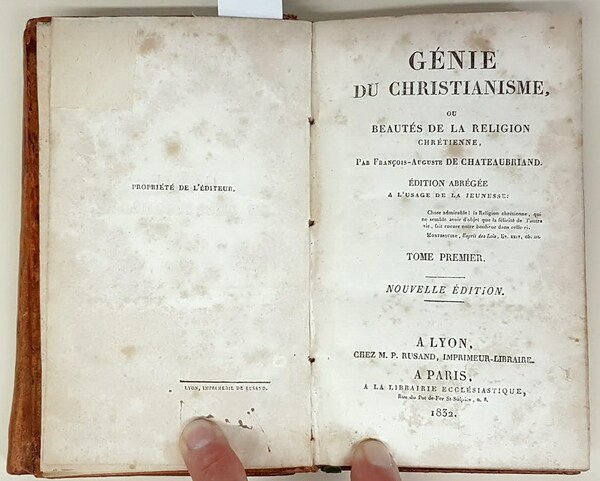 PROPRIÉTÉ DE L'ÉDITEUR.
LYON, IMPRIMERIE DE RUSAND.
GÉNIE
DU CHRISTIANISME,
OU
BEAUTÉS DE LA RELIGION
CHRÉTIENNE,
PAR FRANÇOIS-AUGUSTE DE CHATEAUBRIAND.
ÉDITION ABRÉGÉE
A L'USAGE DE LA JEUNESSE:
Chose admirable! la Religion chrétienne, qui
ne semble avoir d'objet que la félicité de l'autre
vie, fait encore notre bonheur dans celle-ci.
MONTESQUIEU, Esprit des Lois, liv. XXIV, ch. III.
TOME PREMIER.
NOUVELLE ÉDITION.
A LYON,
CHEZ M. P. RUSAND, IMPRIMEUR-LIBRAIRE.
A PARIS,
A LA LIBRAIRIE ECCLÉSIASTIQUE,
Rue du Pot-de-Fer St-Sulpice, n. 8.
1832.